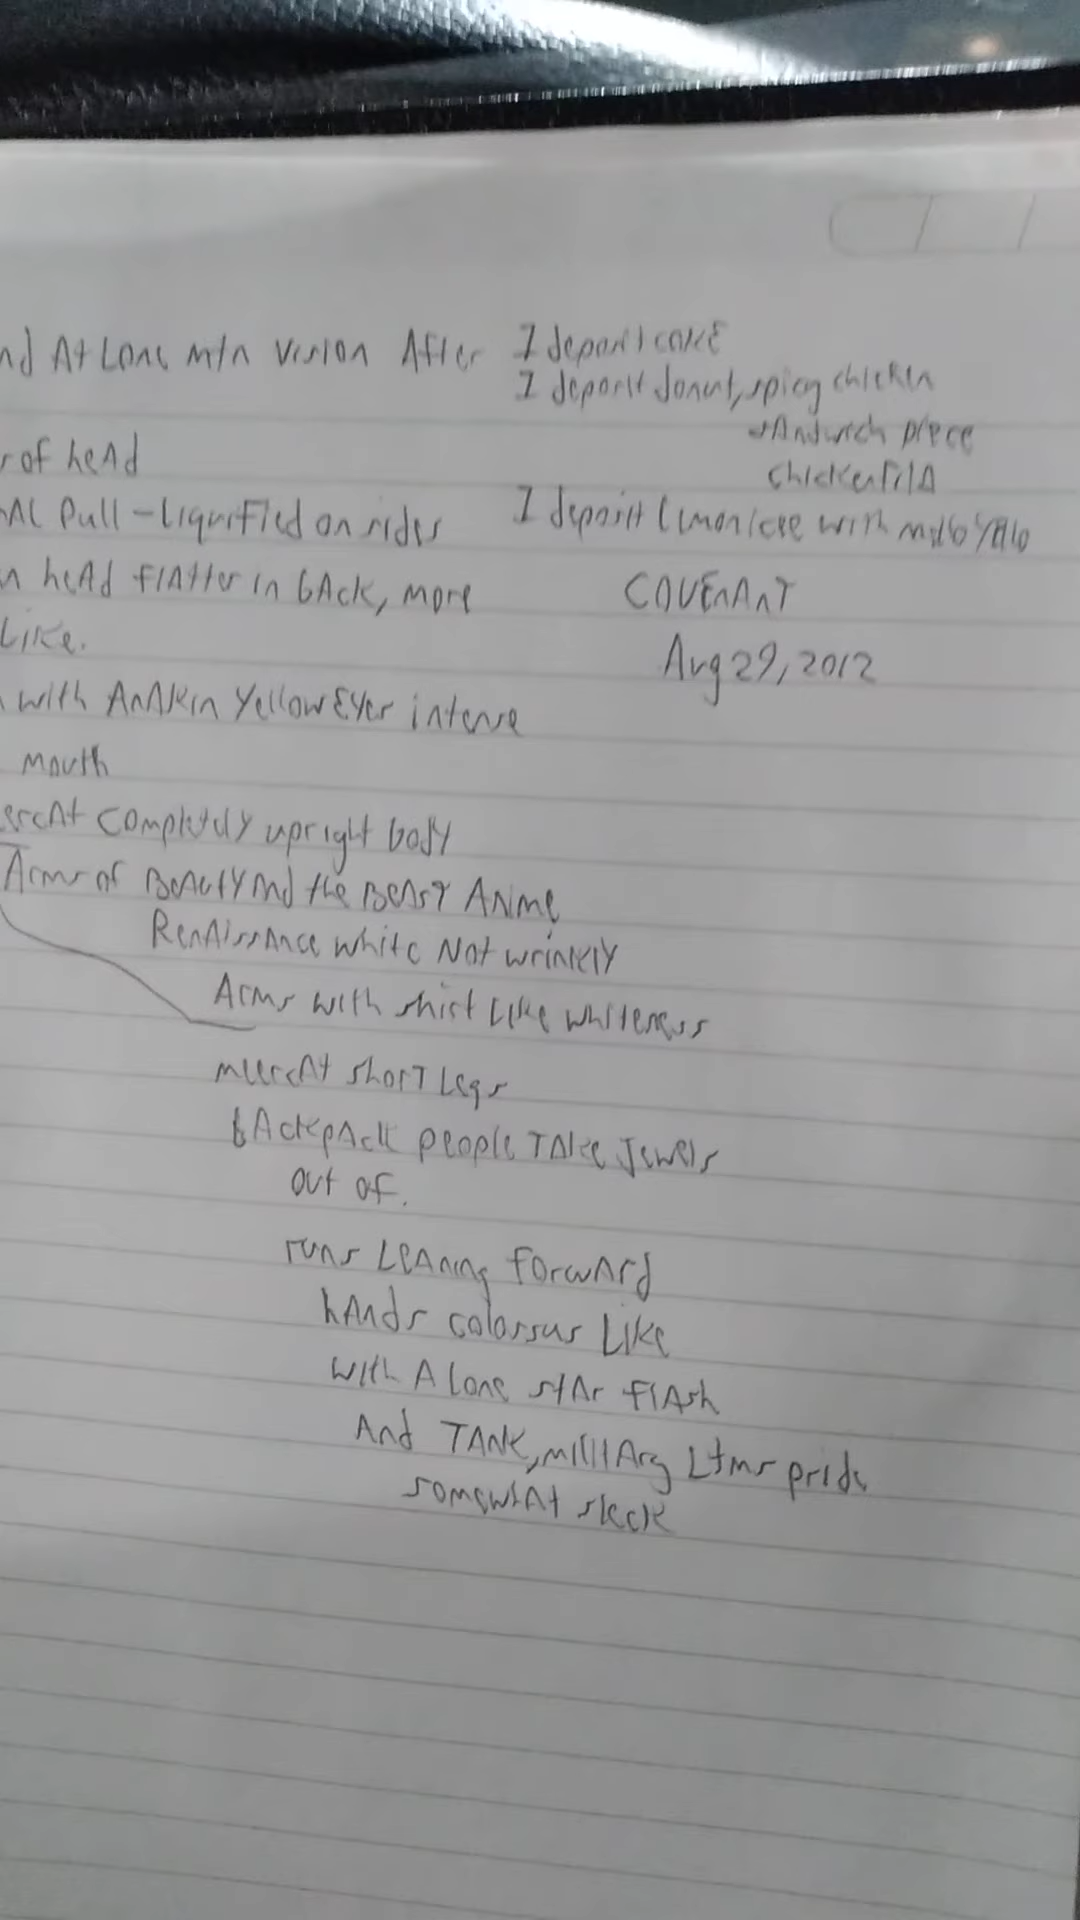 nd At Lone mtn vision After
of head
Pull-liquified on sides
head flatter in back, more
Like.
with Anakin Yellow Eyes intense
mouth
completely upright body
Arms of Beauty and the Beast Anime
Renaissance white Not wrinkly
Arms with shirt Like whiteness
meercat short Legs
backpack people Take Jewels
out of.
runs Leaning forward
hands colossus Like
with A lone star flash
And TANK, military pride
somewhat sleek
I deposit cake
I deposit donut, spicy chicken
sandwich piece
chickenfilA
I deposit with
COVENANT
Aug 29, 2012